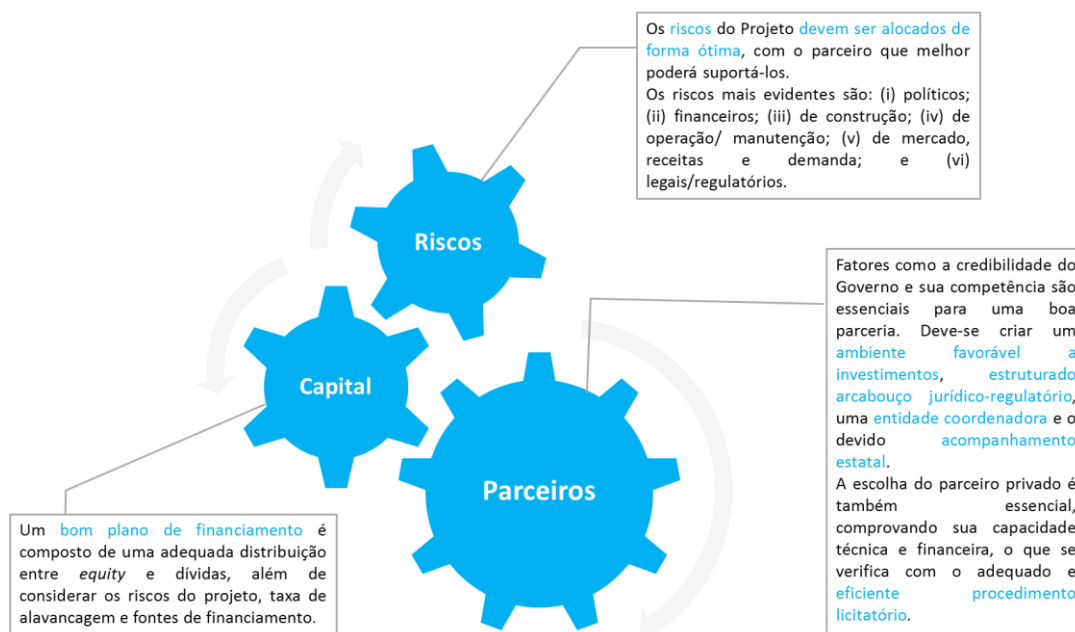 Os riscos do Projeto devem ser alocados de
forma ótima, com o parceiro que melhor
poderá suportá-los.
Os riscos mais evidentes são: (i) políticos;
(ii) financeiros; (iii) de construção; (iv) de
operação/ manutenção; (v) de mercado,
receitas e demanda; e (vi)
legais/regulatórios.
Riscos
Capital
Parceiros
Fatores como a credibilidade do
Governo e sua competência são
essenciais para uma boa
parceria. Deve-se criar um
ambiente favorável a
investimentos, estruturado
arcabouço jurídico-regulatório,
uma entidade coordenadora e o
devido acompanhamento
estatal.
A escolha do parceiro privado é
também essencial,
comprovando sua capacidade
técnica e financeira, o que se
verifica com o adequado e
eficiente procedimento
licitatório.
Um bom plano de financiamento é
composto de uma adequada distribuição
entre equity e dívidas, além de
considerar os riscos do projeto, taxa de
alavancagem e fontes de financiamento.